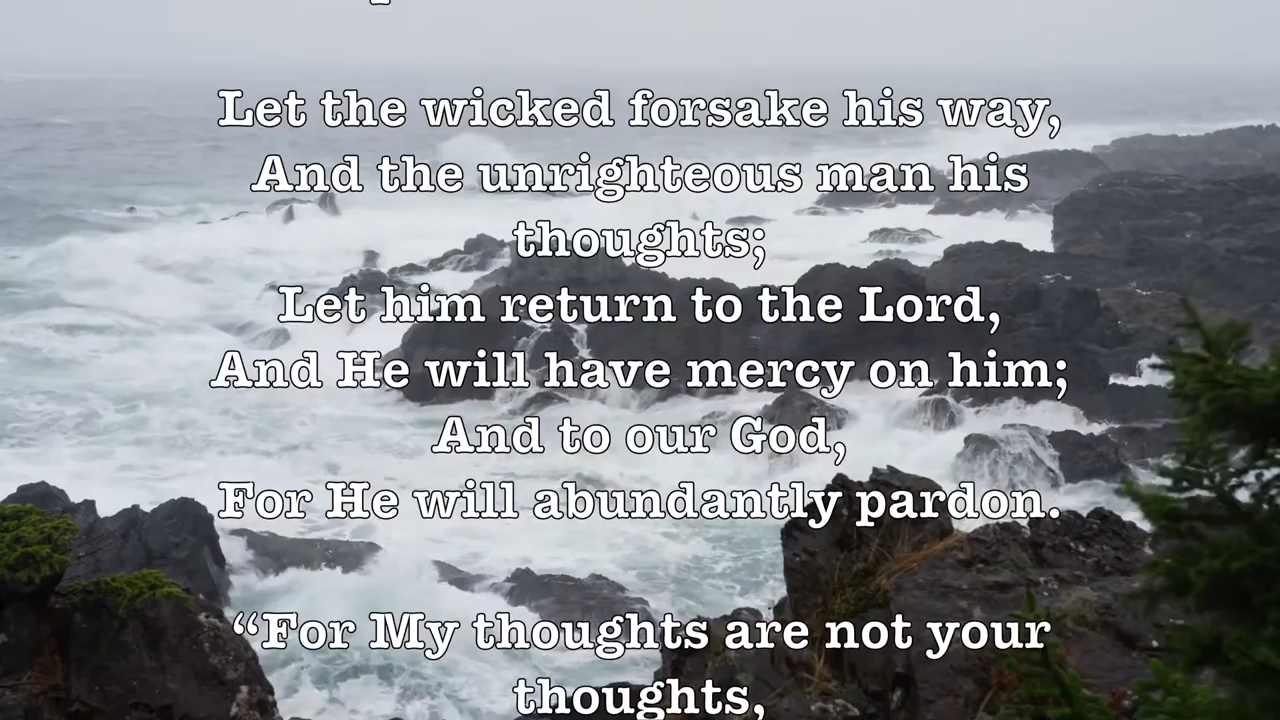 Let the wicked forsake his way,
And the unrighteous man his
thoughts;
Let him return to the Lord,
And He will have mercy on him;
And to our God,
For He will abundantly pardon.
“For My thoughts are not your
thoughts,